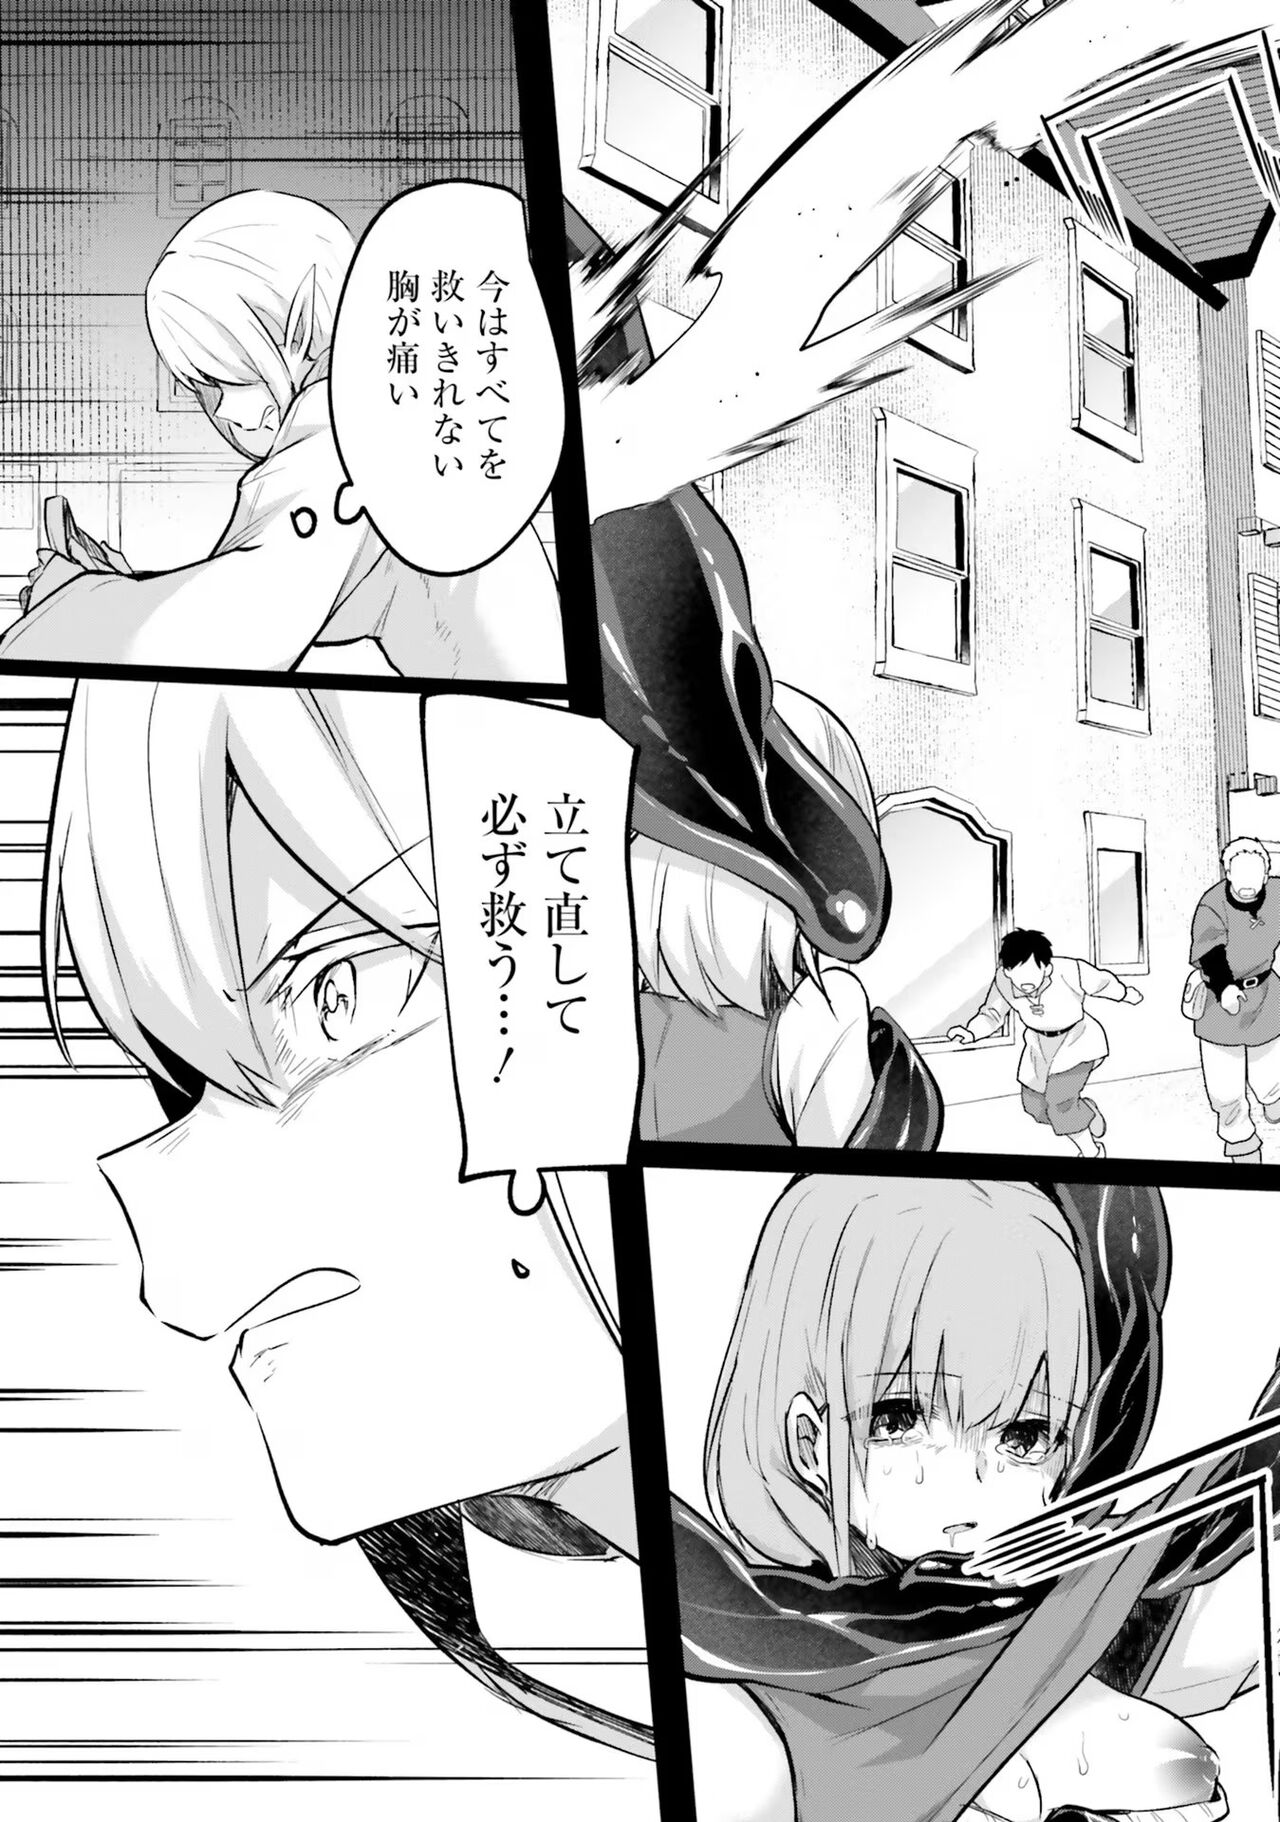 今はすべてを
救いきれない
胸が痛い
立て直して
必ず救う…！